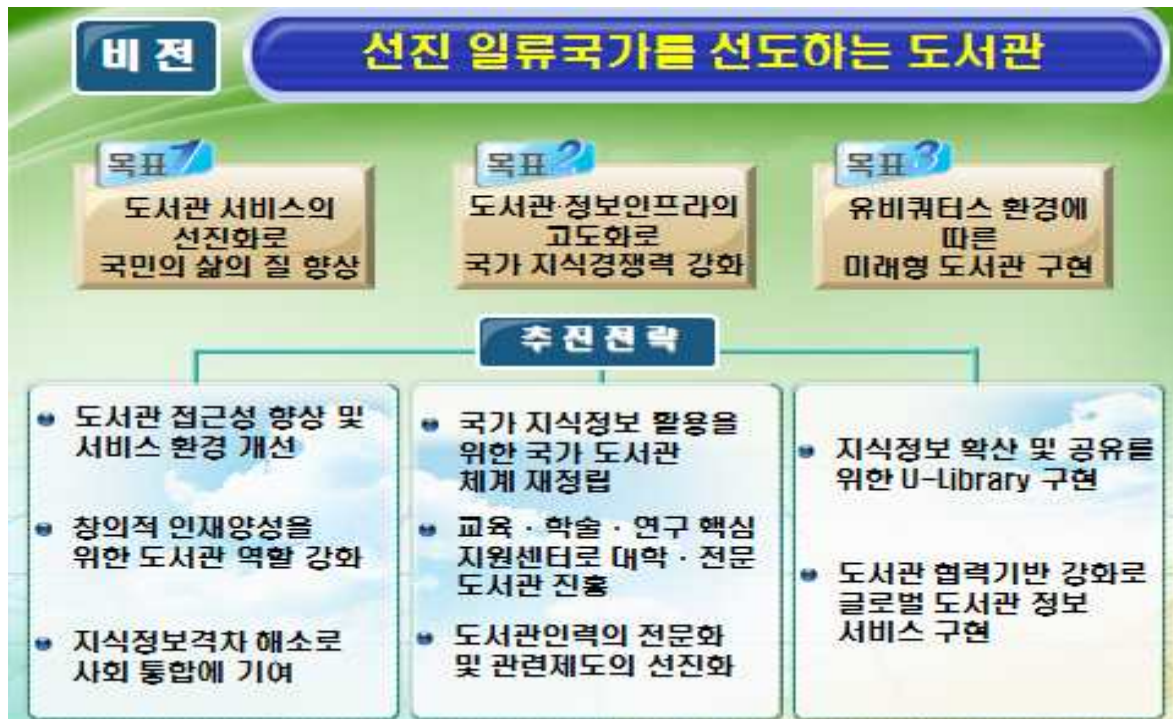 비 전
선진 일류국가를 선도하는 도서관
목표1
도서관 서비스의
선진화로
국민의 삶의 질 향상
목표2
도서관·정보인프라의
고도화로
국가 지식경쟁력 강화
목표3
유비쿼터스 환경에
따른
미래형 도서관 구현
추 진 전 략
도서관 접근성 향상 및
서비스 환경 개선
창의적 인재양성을
위한 도서관 역할 강화
지식정보격차 해소로
사회 통합에 기여
국가 지식정보 활용을
위한 국가 도서관
체계 재정립
교육·학술·연구 핵심
지원센터로 대학·전문
도서관 진흥
도서관인력의 전문화
및 관련제도의 선진화
지식정보 확산 및 공유를
위한 U-Library 구현
도서관 협력기반 강화로
글로벌 도서관 정보
서비스 구현